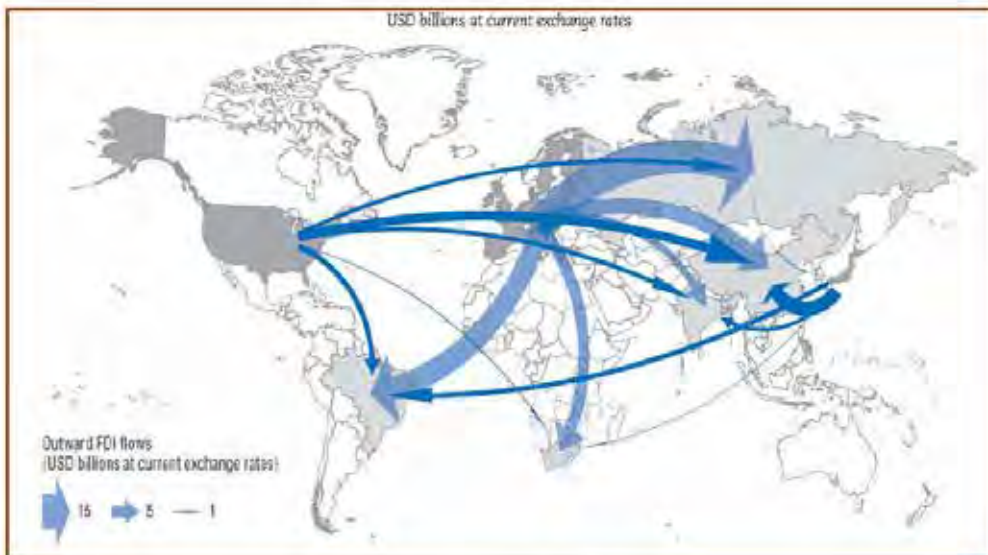 USD billions at current exchange rates
Outward FDI flows
(USD billions at current exchange rates)
15 5 1